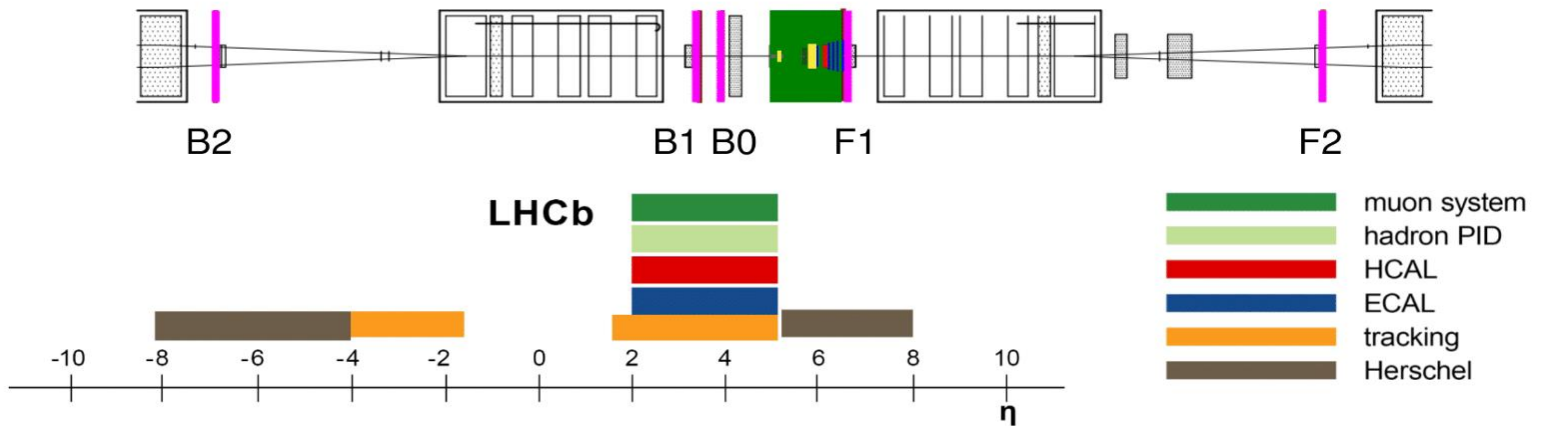 B2 B1 B0 F1 F2
LHCb
muon system
hadron PID
HCAL
ECAL
tracking
Herschel
-10 -8 -6 -4 -2 0 2 4 6 8 10
η